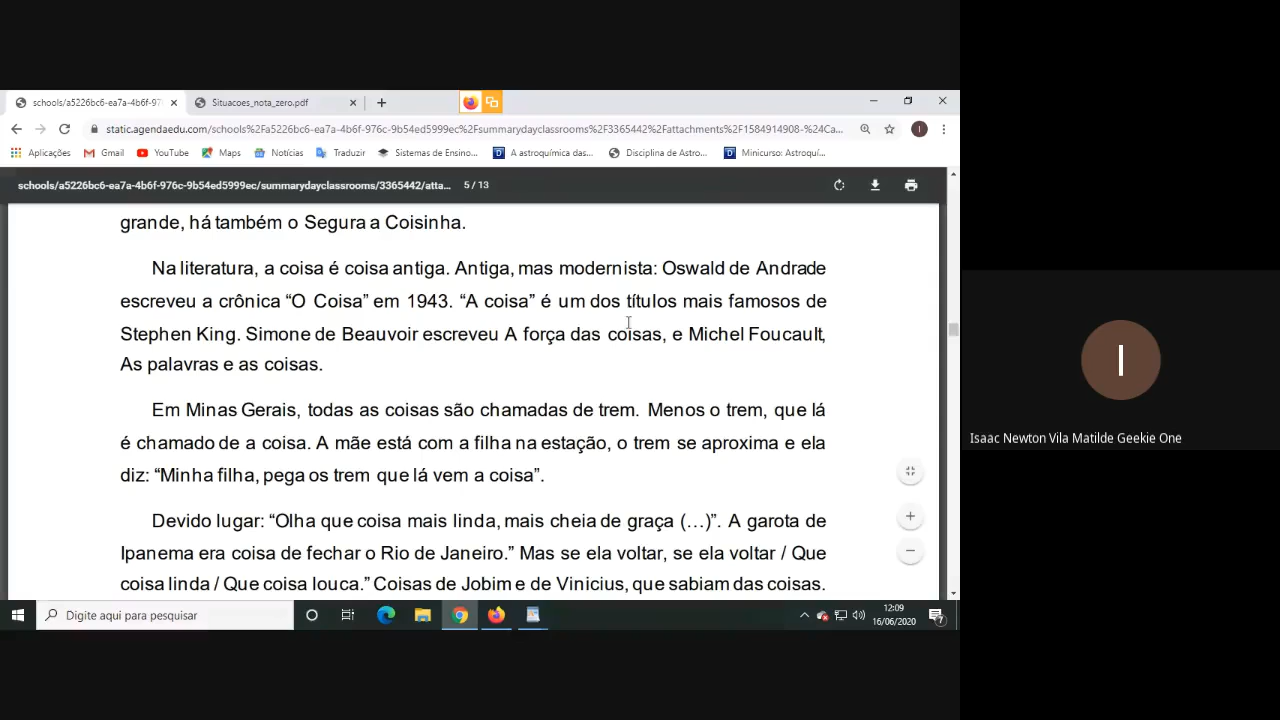 schools/a5226bc6-ea7a-4b6f-97
Situacoes_nota_zero.pdf
static.agendaedu.com/schools%2Fa5226bc6-ea7a-4b6f-976c-9b54ed5999ec%2Fsummarydayclassrooms%2F3365442%2Fattachments%2F1584914908-%24Ca...
I
Aplicações
Gmail
YouTube
Maps
Notícias
Traduzir
Sistemas de Ensino...
A astroquímica das...
Disciplina de Astro...
Minicurso: Astroquí...
schools/a5226bc6-ea7a-4b6f-976c-9b54ed5999ec/summarydayclassrooms/3365442/atta...
5 / 13
grande, há também o Segura a Coisinha.
Na literatura, a coisa é coisa antiga. Antiga, mas modernista: Oswald de Andrade
escreveu a crônica “O Coisa” em 1943. “A coisa” é um dos títulos mais famosos de
Stephen King. Simone de Beauvoir escreveu A força das coisas, e Michel Foucault,
As palavras e as coisas.
Em Minas Gerais, todas as coisas são chamadas de trem. Menos o trem, que lá
é chamado de a coisa. A mãe está com a filha na estação, o trem se aproxima e ela
diz: “Minha filha, pega os trem que lá vem a coisa”.
Devido lugar: “Olha que coisa mais linda, mais cheia de graça (…)”. A garota de
Ipanema era coisa de fechar o Rio de Janeiro.” Mas se ela voltar, se ela voltar / Que
coisa linda / Que coisa louca.” Coisas de Jobim e de Vinicius, que sabiam das coisas.
Digite aqui para pesquisar
12:09
16/06/2020
7
I
Isaac Newton Vila Matilde Geekie One